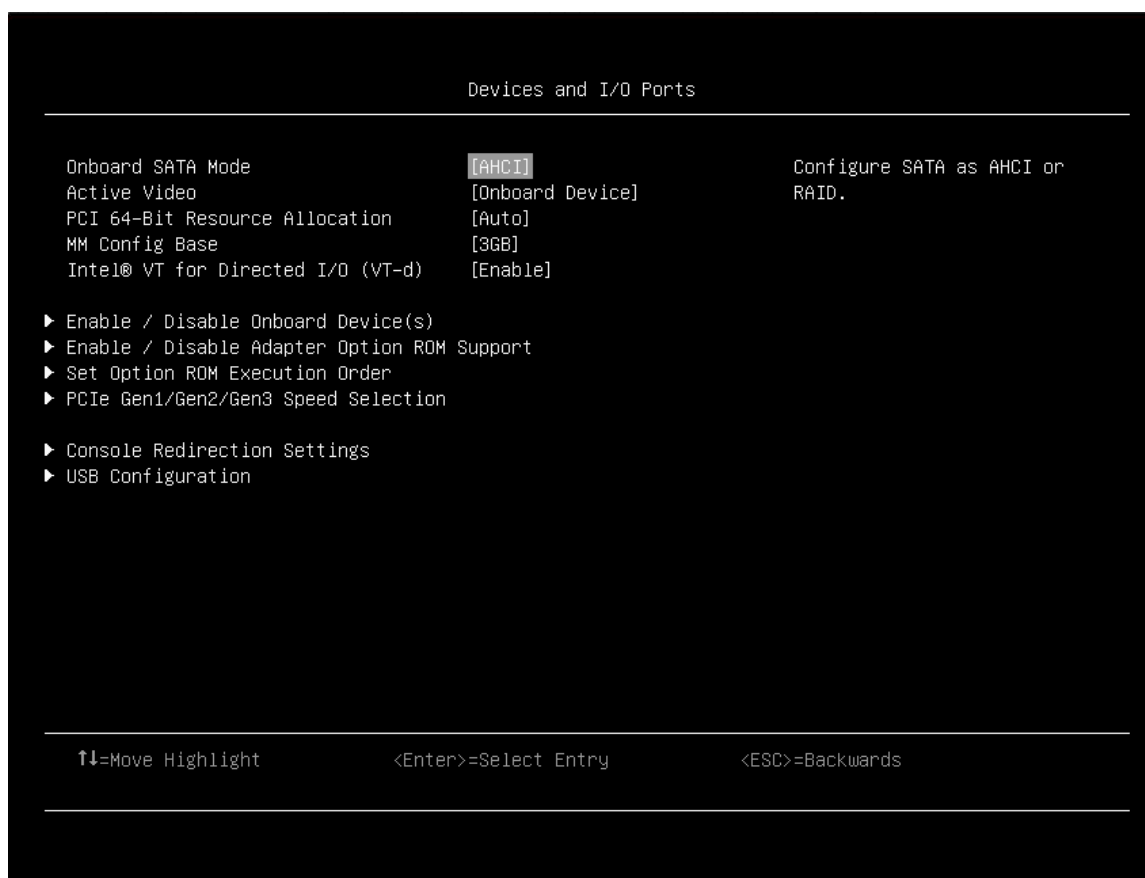 Devices and I/O Ports
Onboard SATA Mode [AHCI] Configure SATA as AHCI or
Active Video [Onboard Device] RAID.
PCI 64-Bit Resource Allocation [Auto]
MM Config Base [3GB]
Intel® VT for Directed I/O (VT-d) [Enable]
▶ Enable / Disable Onboard Device(s)
▶ Enable / Disable Adapter Option ROM Support
▶ Set Option ROM Execution Order
▶ PCIe Gen1/Gen2/Gen3 Speed Selection
▶ Console Redirection Settings
▶ USB Configuration
↑↓=Move Highlight <Enter>=Select Entry <ESC>=Backwards